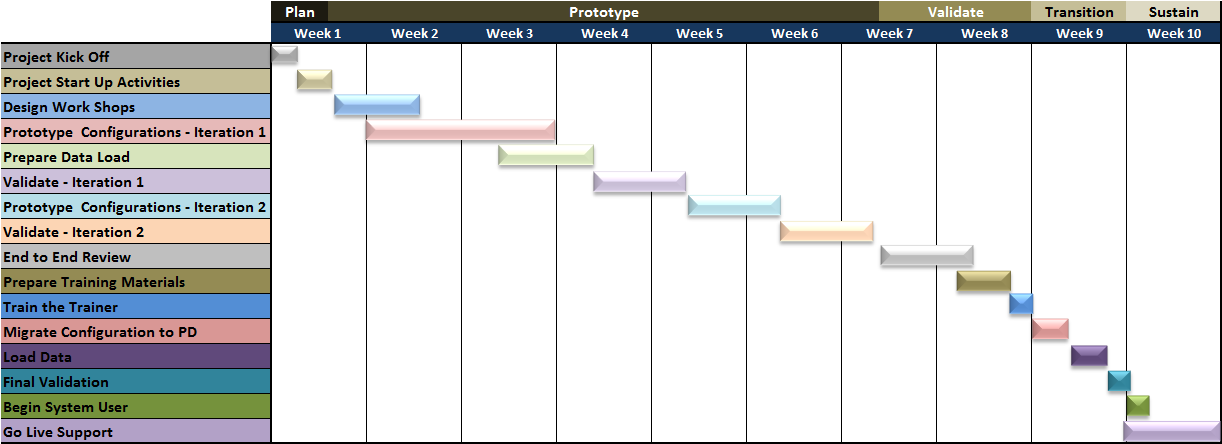 Plan Prototype Validate Transition Sustain
Week 1 Week 2 Week 3 Week 4 Week 5 Week 6 Week 7 Week 8 Week 9 Week 10
Project Kick Off
Project Start Up Activities
Design Work Shops
Prototype  Configurations - Iteration 1
Prepare Data Load
Validate - Iteration 1
Prototype  Configurations - Iteration 2
Validate - Iteration 2
End to End Review
Prepare Training Materials
Train the Trainer
Migrate Configuration to PD
Load Data
Final Validation
Begin System User
Go Live Support